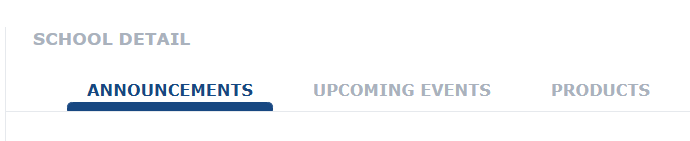 SCHOOL DETAIL
ANNOUNCEMENTS UPCOMING EVENTS PRODUCTS